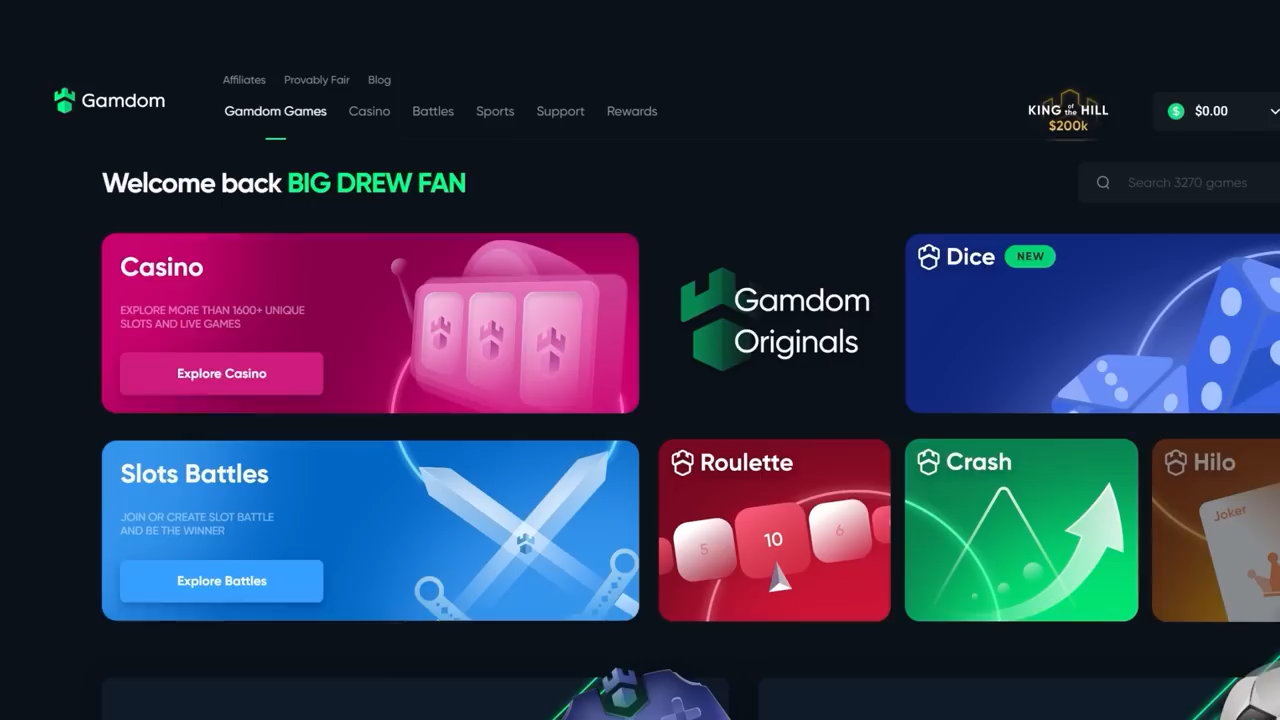 Affiliates Provably Fair Blog
Gamdom
Gamdom Games Casino Battles Sports Support Rewards
KING of the HILL
$200k
$ $0.00
Welcome back BIG DREW FAN
Search 3270 games
Casino
EXPLORE MORE THAN 1600+ UNIQUE
SLOTS AND LIVE GAMES
Explore Casino
Gamdom
Originals
Dice NEW
Slots Battles
JOIN OR CREATE SLOT BATTLE
AND BE THE WINNER
Explore Battles
Roulette
5 10 6
Crash
Hilo
Joker